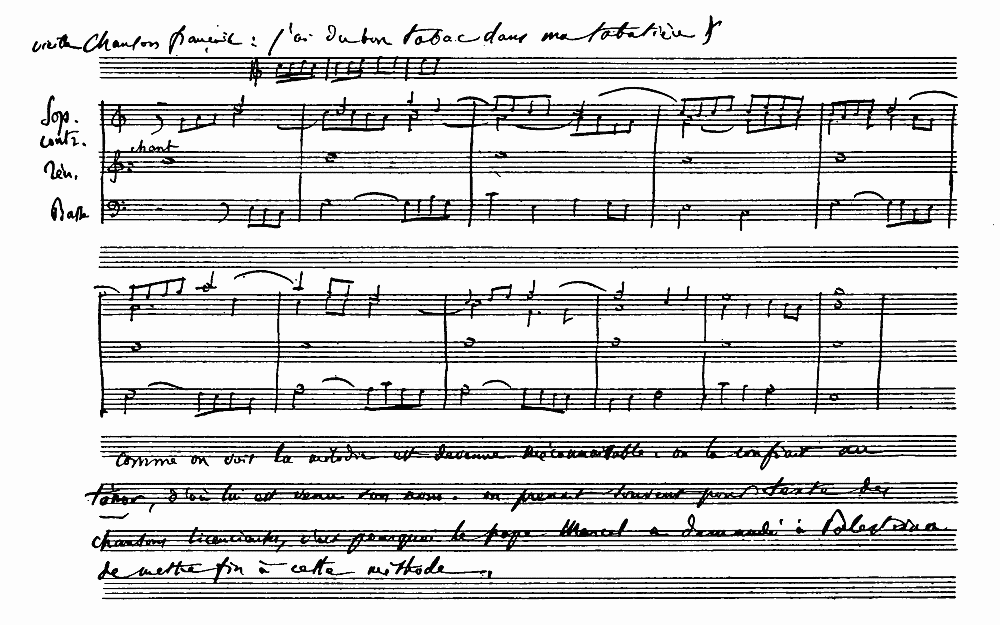 vieille Chanson française : j'ai du bon tabac dans ma tabatière
Sop.
contr.
chant
Tén.
Basse
comme on voit la mélodie est devenue méconnaissable. on la confiait au
ténor, d'où lui est venu son nom. on prenait souvent pour texte des
chansons licencieuses, c'est pourquoi le pape Marcel a demandé à Palestrina
de mettre fin à cette méthode.